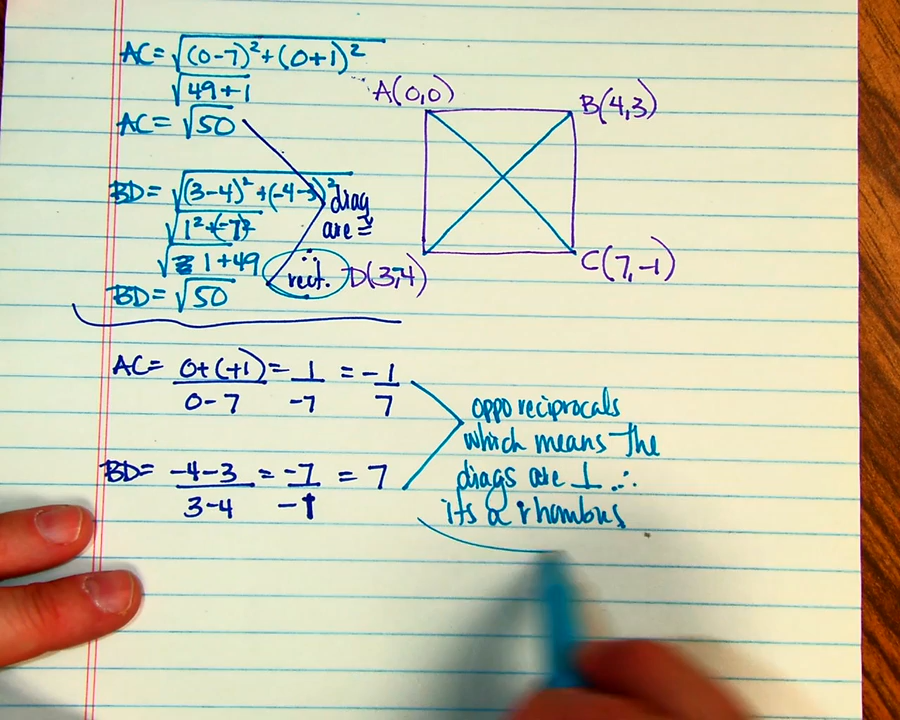 AC = √(0-7)²+(0+1)²
√49+1
AC = √50
BD = √(3-4)²+(-4-3)²
√1²+(-7)²
√1+49
BD = √50
diag
are ≅
∵
rect.
A(0,0)
B(4,3)
D(3,-4)
C(7,-1)
AC = 0+(+1)/0-7 = 1/-7 = -1/7
BD = -4-3/3-4 = -7/-1 = 7
oppo reciprocals
which means the
diags are ⊥ ∴
its a rhombus